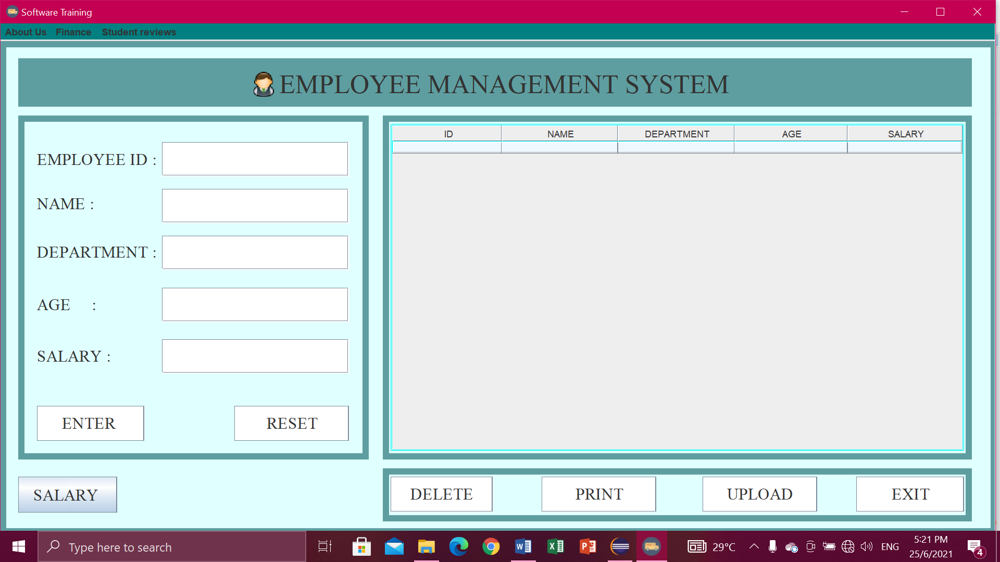 Software Training
About Us Finance Student reviews
EMPLOYEE MANAGEMENT SYSTEM
EMPLOYEE ID :
NAME :
DEPARTMENT :
AGE :
SALARY :
ENTER RESET
ID NAME DEPARTMENT AGE SALARY
SALARY
DELETE PRINT UPLOAD EXIT
Type here to search
29°C
ENG
5:21 PM
25/6/2021
4